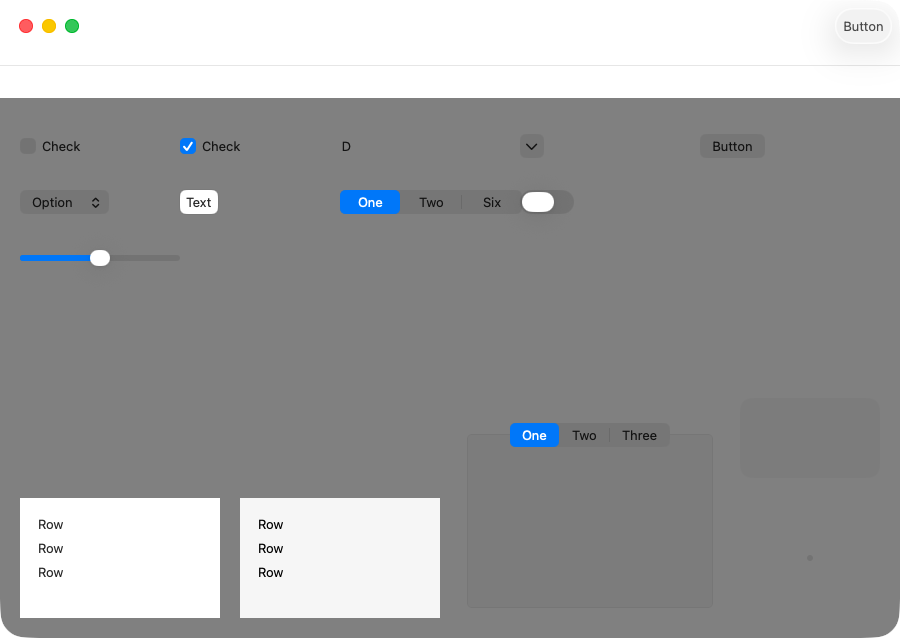 Button
Check
Check
D
Button
Option
Text
One
Two
Six
One
Two
Three
Row
Row
Row
Row
Row
Row